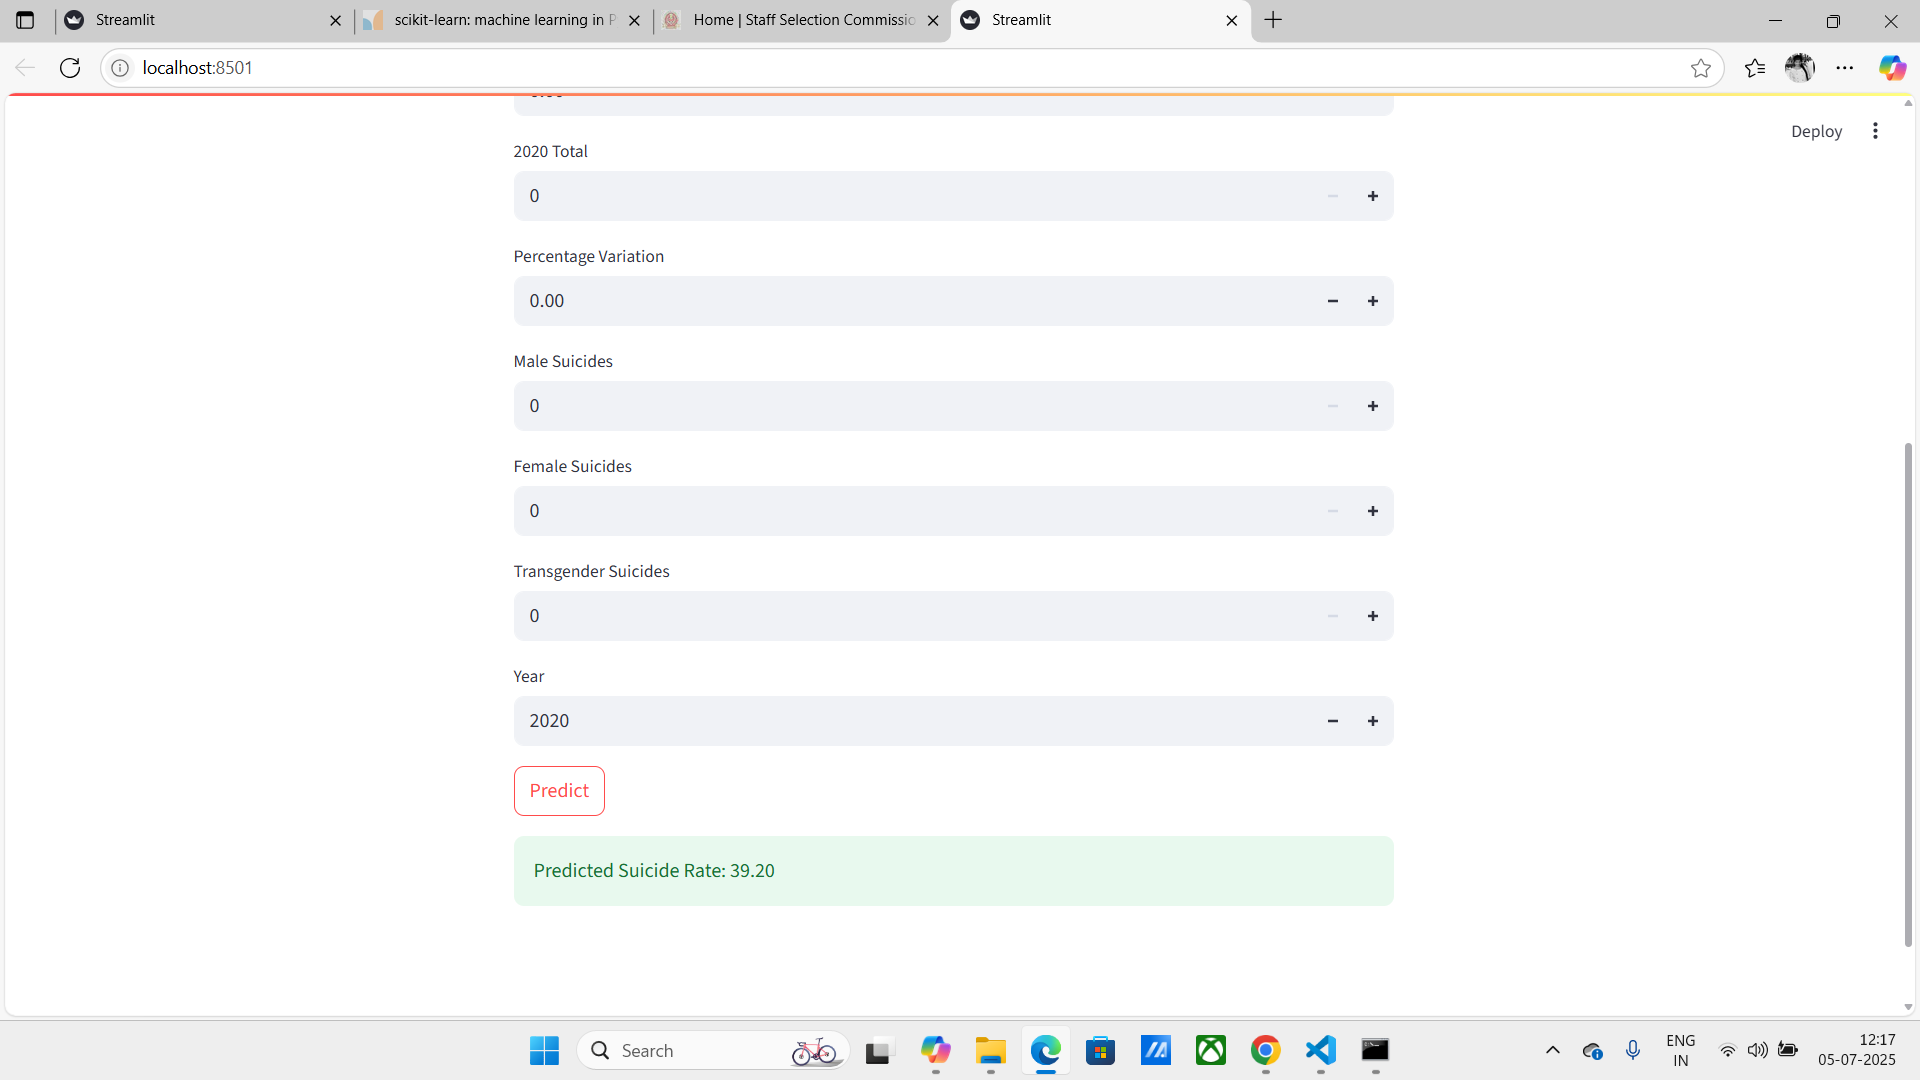 Streamlit
scikit-learn: machine learning in P
Home | Staff Selection Commissio
Streamlit
localhost:8501
Deploy
2020 Total
0
Percentage Variation
0.00
Male Suicides
0
Female Suicides
0
Transgender Suicides
0
Year
2020
Predict
Predicted Suicide Rate: 39.20
Search
ENG
IN
12:17
05-07-2025